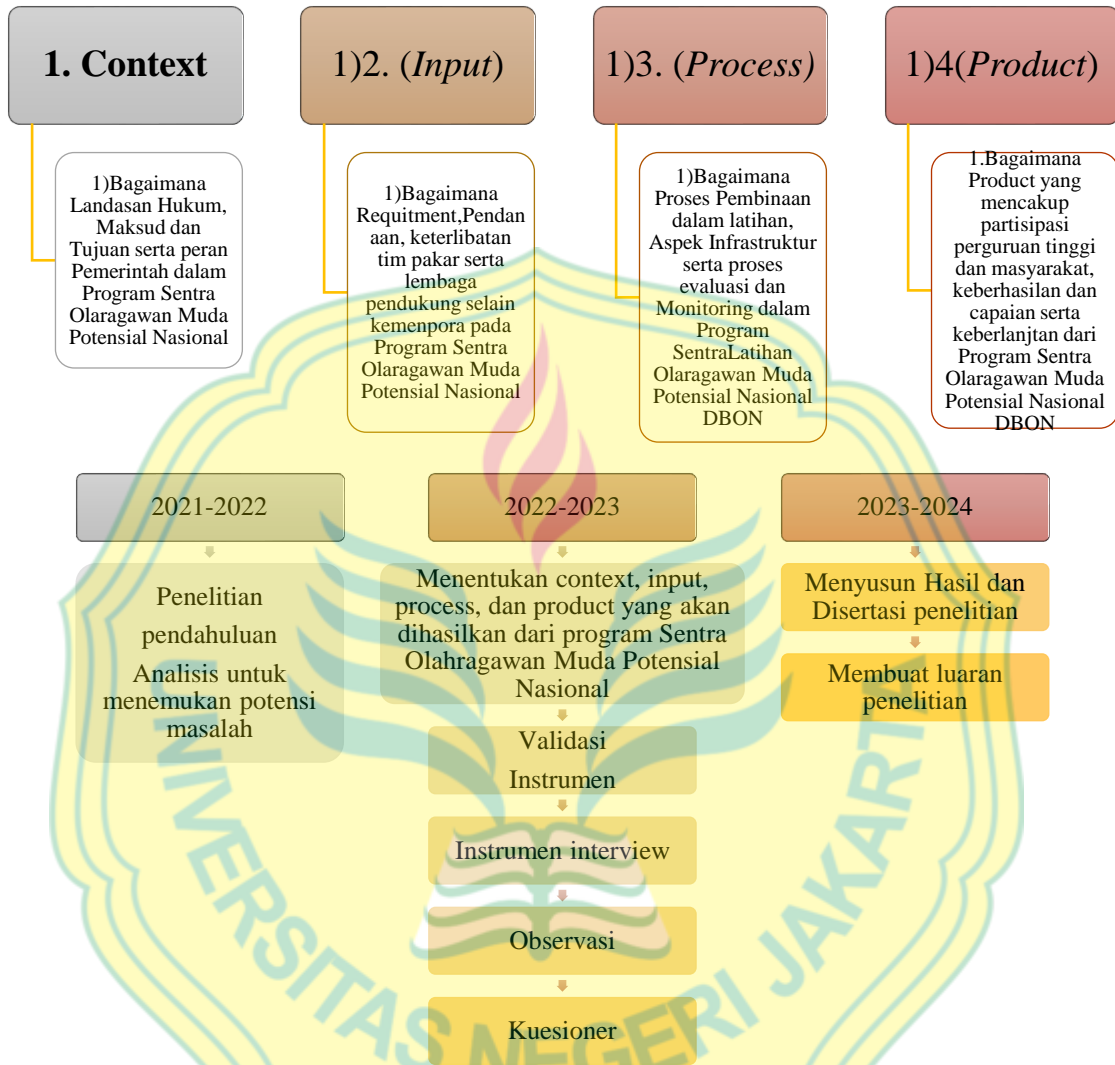 1. Context
1)2. (Input)
1)3. (Process)
1)4(Product)
1)Bagaimana
Landasan Hukum,
Maksud dan
Tujuan serta peran
Pemerintah dalam
Program Sentra
Olaragawan Muda
Potensial Nasional
1)Bagaimana
Requitment,Pendan
aan, keterlibatan
tim pakar serta
lembaga
pendukung selain
kemenpora pada
Program Sentra
Olaragawan Muda
Potensial Nasional
1)Bagaimana
Proses Pembinaan
dalam latihan,
Aspek Infrastruktur
serta proses
evaluasi dan
Monitoring dalam
Program
SentraLatihan
Olaragawan Muda
Potensial Nasional
DBON
1.Bagaimana
Product yang
mencakup
partisipasi
perguruan tinggi
dan masyarakat,
keberhasilan dan
capaian serta
keberlanjtan dari
Program Sentra
Olaragawan Muda
Potensial Nasional
DBON
2021-2022
Penelitian
pendahuluan
Analisis untuk
menemukan potensi
masalah
2022-2023
Menentukan context, input,
process, dan product yang akan
dihasilkan dari program Sentra
Olahragawan Muda Potensial
Nasional
Validasi
Instrumen
Instrumen interview
Observasi
Kuesioner
2023-2024
Menyusun Hasil dan
Disertasi penelitian
Membuat luaran
penelitian
UNIVERSITAS NEGERI JAKARTA